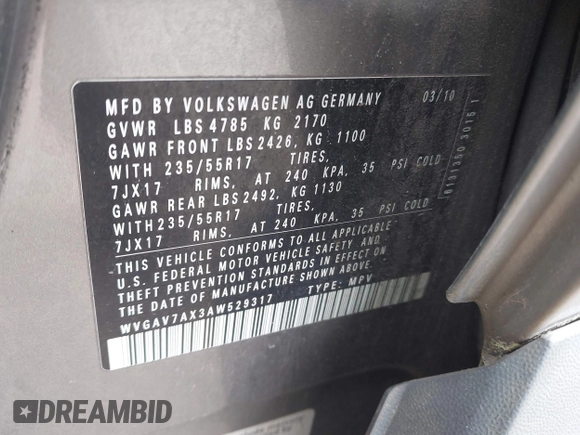 MFD BY VOLKSWAGEN AG GERMANY 03/10
GVWR LBS 4785 KG 2170
GAWR FRONT LBS 2426, KG 1100
WITH 235/55R17 TIRES,
7JX17 RIMS, AT 240 KPA, 35 PSI COLD
GAWR REAR LBS 2492, KG 1130
WITH 235/55R17 TIRES,
7JX17 RIMS, AT 240 KPA, 35 PSI COLD
THIS VEHICLE CONFORMS TO ALL APPLICABLE
U.S. FEDERAL MOTOR VEHICLE SAFETY AND
THEFT PREVENTION STANDARDS IN EFFECT ON
THE DATE OF MANUFACTURE SHOWN ABOVE.
WVGAV7AX3AW529317 TYPE: MPV
DREAMBID